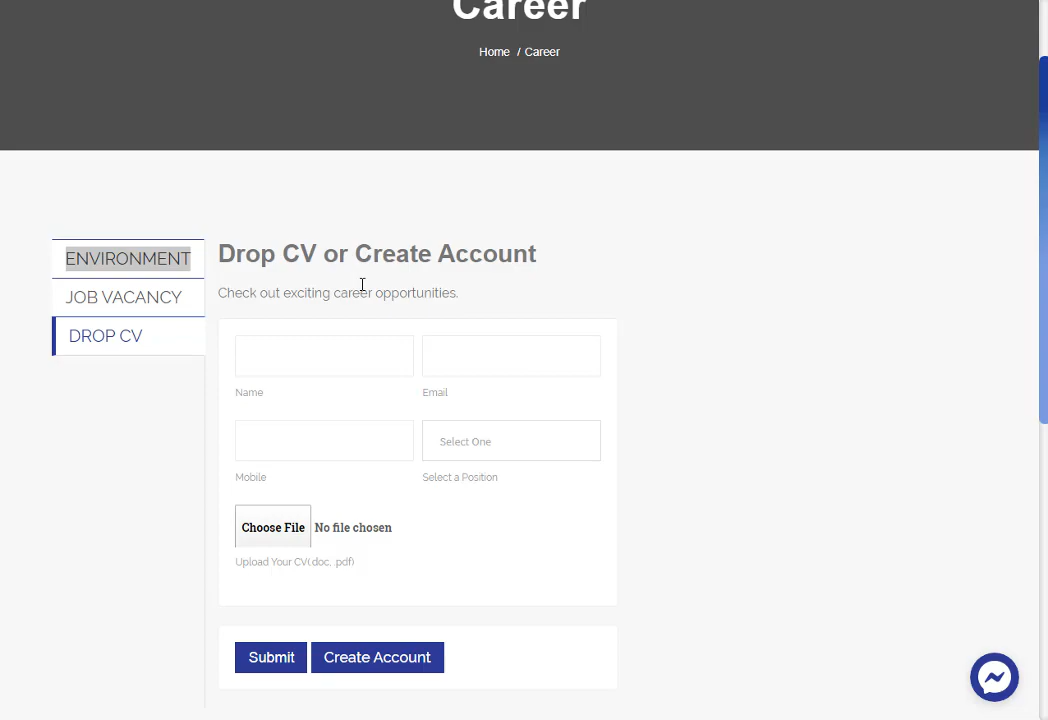 Career
Home / Career
ENVIRONMENT
JOB VACANCY
DROP CV
Drop CV or Create Account
Check out exciting career opportunities.
Name
Email
Select One
Mobile
Select a Position
Choose File No file chosen
Upload Your CV(.doc, .pdf)
Submit Create Account